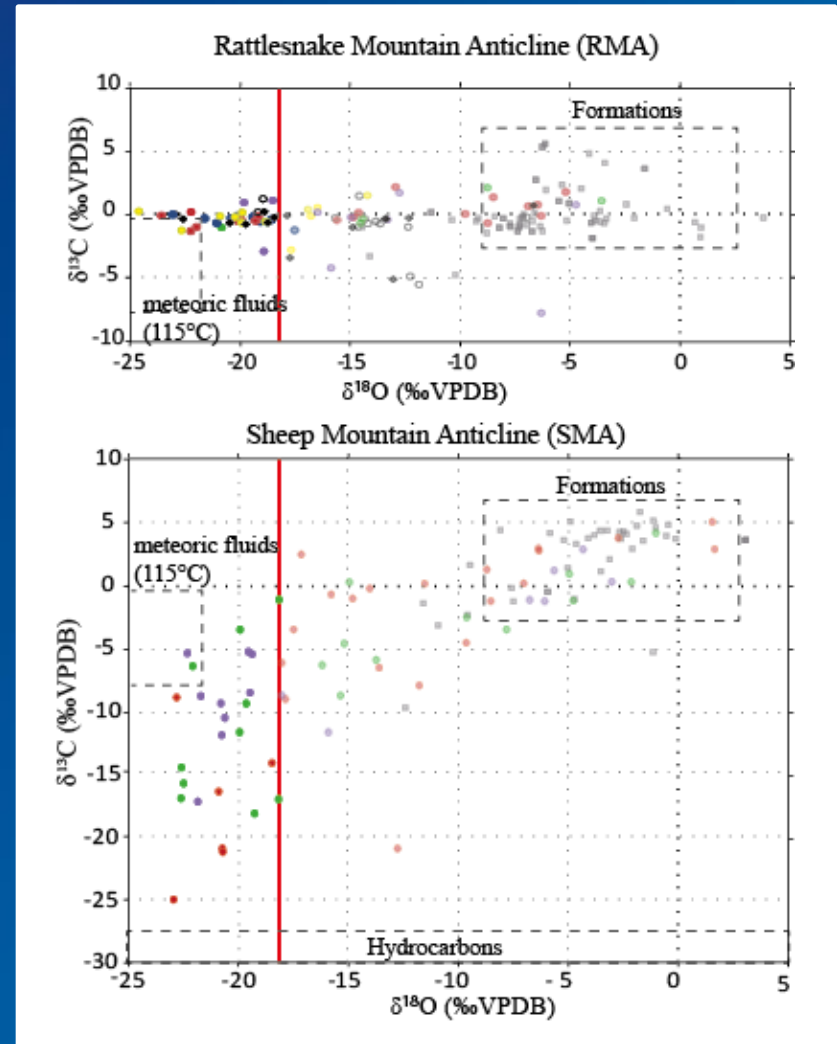 Rattlesnake Mountain Anticline (RMA)
10
5
0
-5
-10
δ¹³C (‰VPDB)
Formations
meteoric fluids
(115°C)
-25 -20 -15 -10 -5 0 5
δ¹⁸O (‰VPDB)
Sheep Mountain Anticline (SMA)
10
5
0
-5
-10
-15
-20
-25
-30
δ¹³C (‰VPDB)
Formations
meteoric fluids
(115°C)
Hydrocarbons
-25 -20 -15 -10 - 5 0 5
δ¹⁸O (‰VPDB)